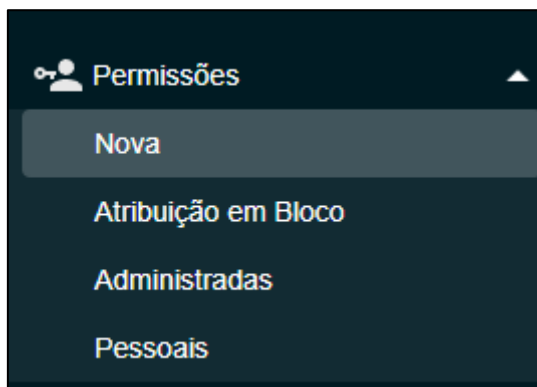 Permissões
Nova
Atribuição em Bloco
Administradas
Pessoais